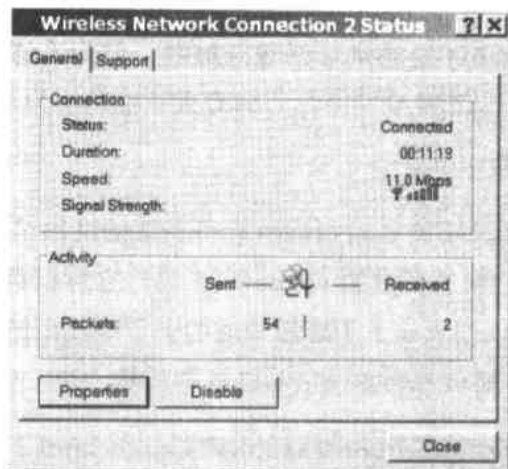 Wireless Network Connection 2 Status
General Support
Connection
Status: Connected
Duration: 00:11:19
Speed: 11.0 Mbps
Signal Strength:
Activity
Sent Received
Packets: 54 2
Properties Disable
Close